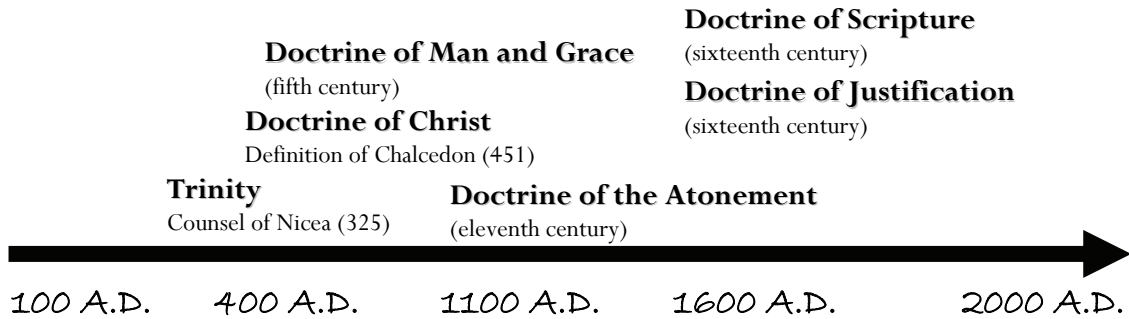 Doctrine of Scripture
(sixteenth century)
Doctrine of Man and Grace
(fifth century)
Doctrine of Justification
(sixteenth century)
Doctrine of Christ
Definition of Chalcedon (451)
Trinity
Counsel of Nicea (325)
Doctrine of the Atonement
(eleventh century)
100 A.D. 400 A.D. 1100 A.D. 1600 A.D. 2000 A.D.